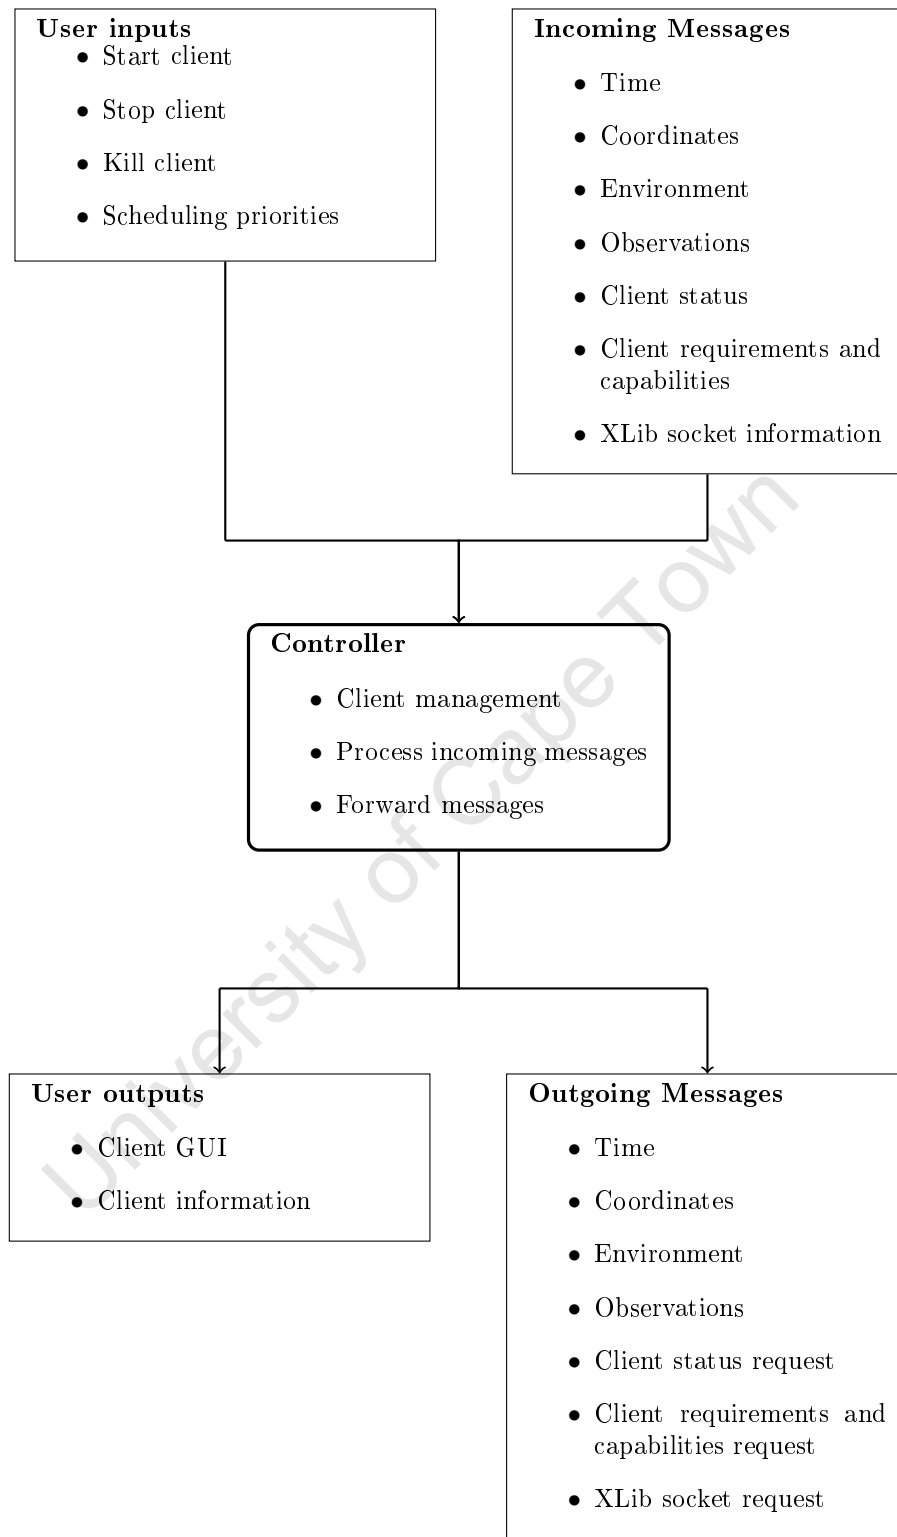 User inputs
• Start client
• Stop client
• Kill client
• Scheduling priorities
Incoming Messages
• Time
• Coordinates
• Environment
• Observations
• Client status
• Client requirements and
capabilities
• XLib socket information
Controller
• Client management
• Process incoming messages
• Forward messages
User outputs
• Client GUI
• Client information
Outgoing Messages
• Time
• Coordinates
• Environment
• Observations
• Client status request
• Client requirements and
capabilities request
• XLib socket request
University of Cape Town